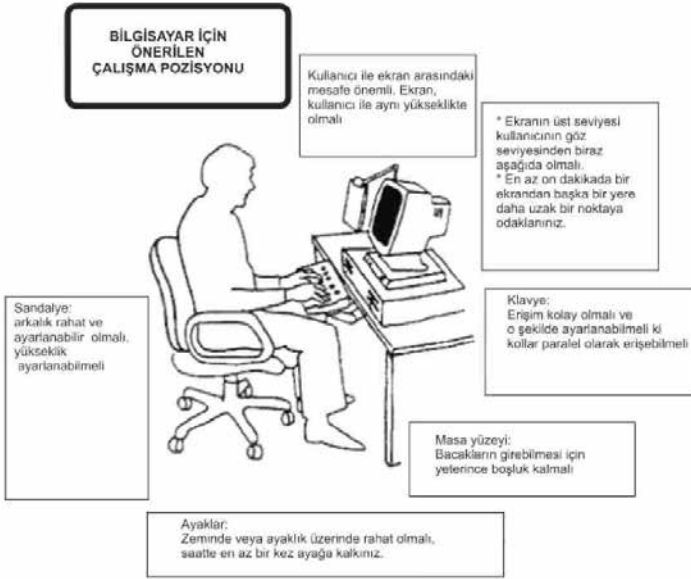 BİLGİSAYAR İÇİN
ÖNERİLEN
ÇALIŞMA POZİSYONU
Kullanıcı ile ekran arasındaki
mesafe önemli. Ekran,
kullanıcı ile aynı yükseklikte
olmalı
* Ekranın üst seviyesi
kullanıcının göz
seviyesinden biraz
aşağıda olmalı.
* En az on dakikada bir
ekrandan başka bir yere
daha uzak bir noktaya
odaklanınız.
Sandalye:
arkalık rahat ve
ayarlanabilir olmalı,
yükseklik
ayarlanabilmeli
Klavye:
Erişim kolay olmalı ve
o şekilde ayarlanabilmeli ki
kollar paralel olarak erişebilmeli
Masa yüzeyi:
Bacakların girebilmesi için
yeterince boşluk kalmalı
Ayaklar:
Zeminde veya ayaklık üzerinde rahat olmalı,
saatte en az bir kez ayağa kalkınız.